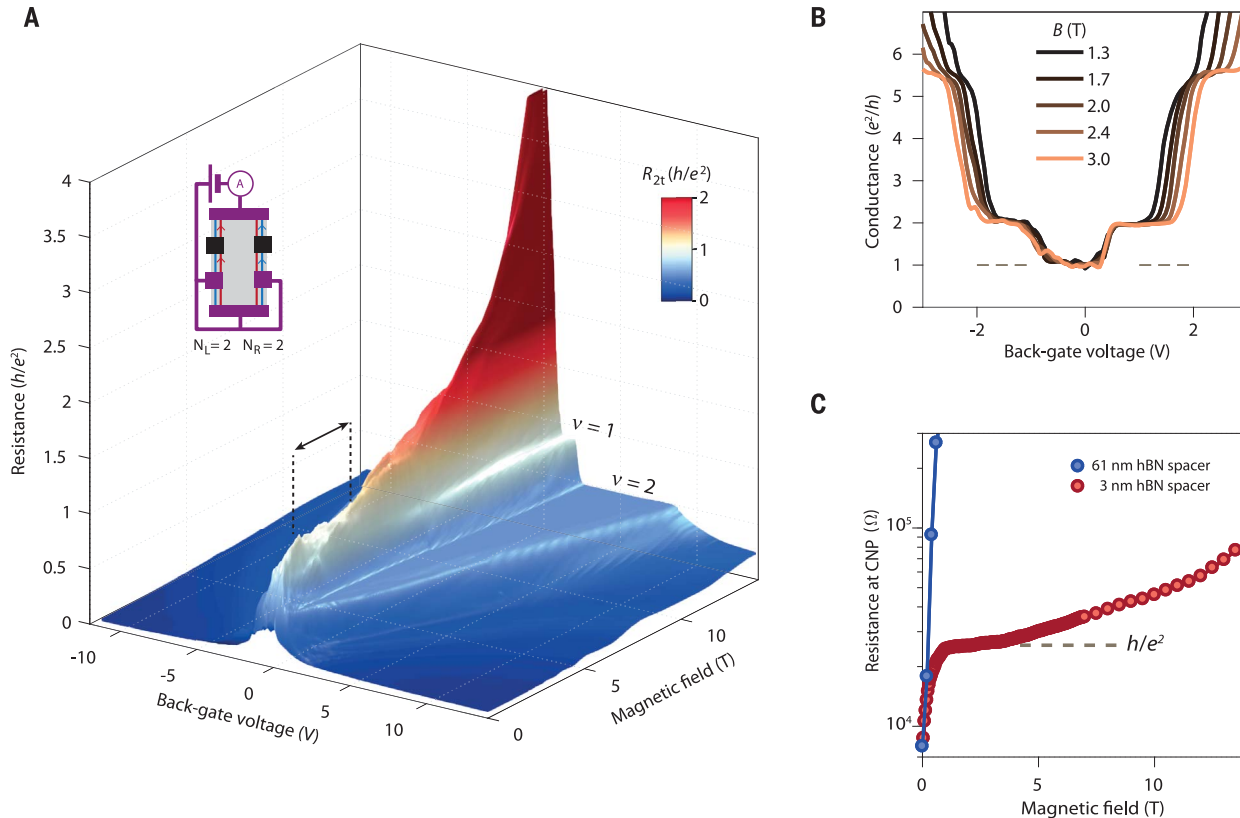 A
4
3.5
3
2.5
2
1.5
1
0.5
0
Resistance (h/e²)
A
N_L = 2 N_R = 2
R_2t (h/e²)
2
1
0
ν = 1
ν = 2
-10
-5
0
5
10
Back-gate voltage (V)
0
5
10
Magnetic field (T)
B
6
5
4
3
2
1
0
Conductance (e²/h)
B (T)
1.3
1.7
2.0
2.4
3.0
-2 0 2
Back-gate voltage (V)
C
10⁵
10⁴
Resistance at CNP (Ω)
61 nm hBN spacer
3 nm hBN spacer
h/e²
0 5 10
Magnetic field (T)